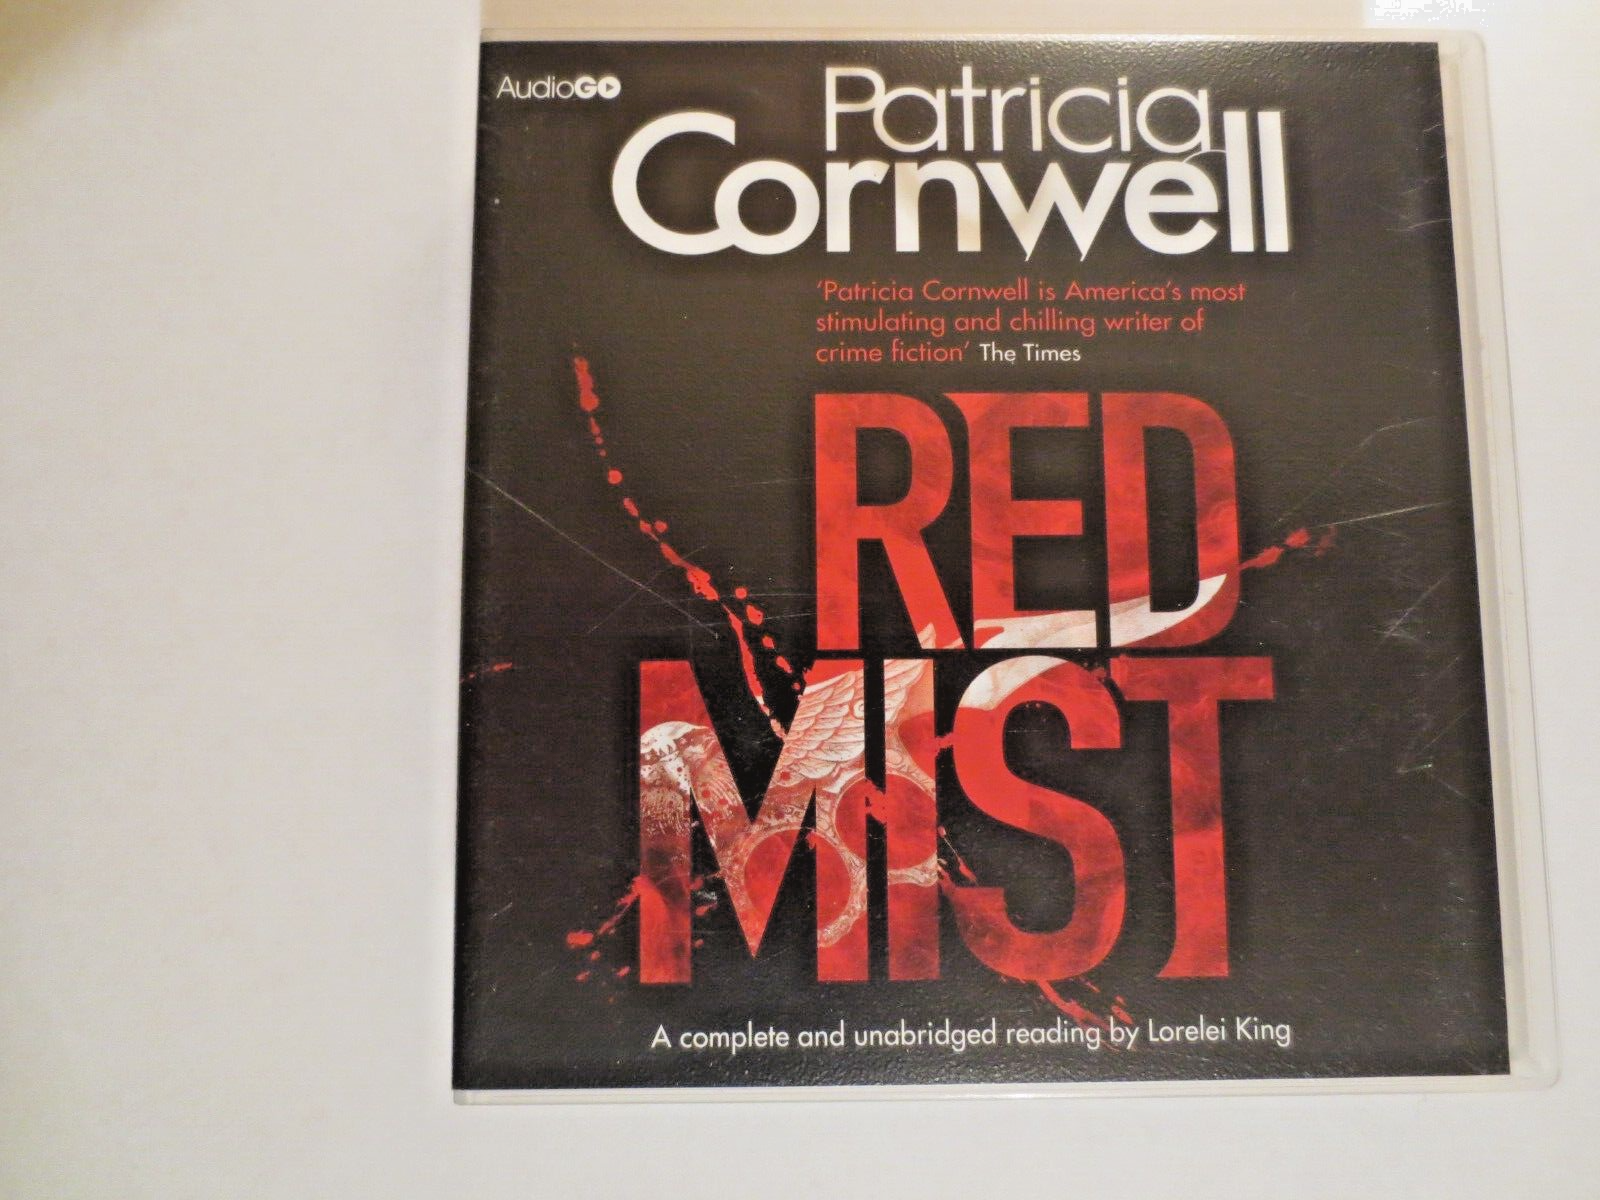 AudioGO
Patricia
Cornwell
‘Patricia Cornwell is America’s most
stimulating and chilling writer of
crime fiction’ The Times
RED
MIST
A complete and unabridged reading by Lorelei King